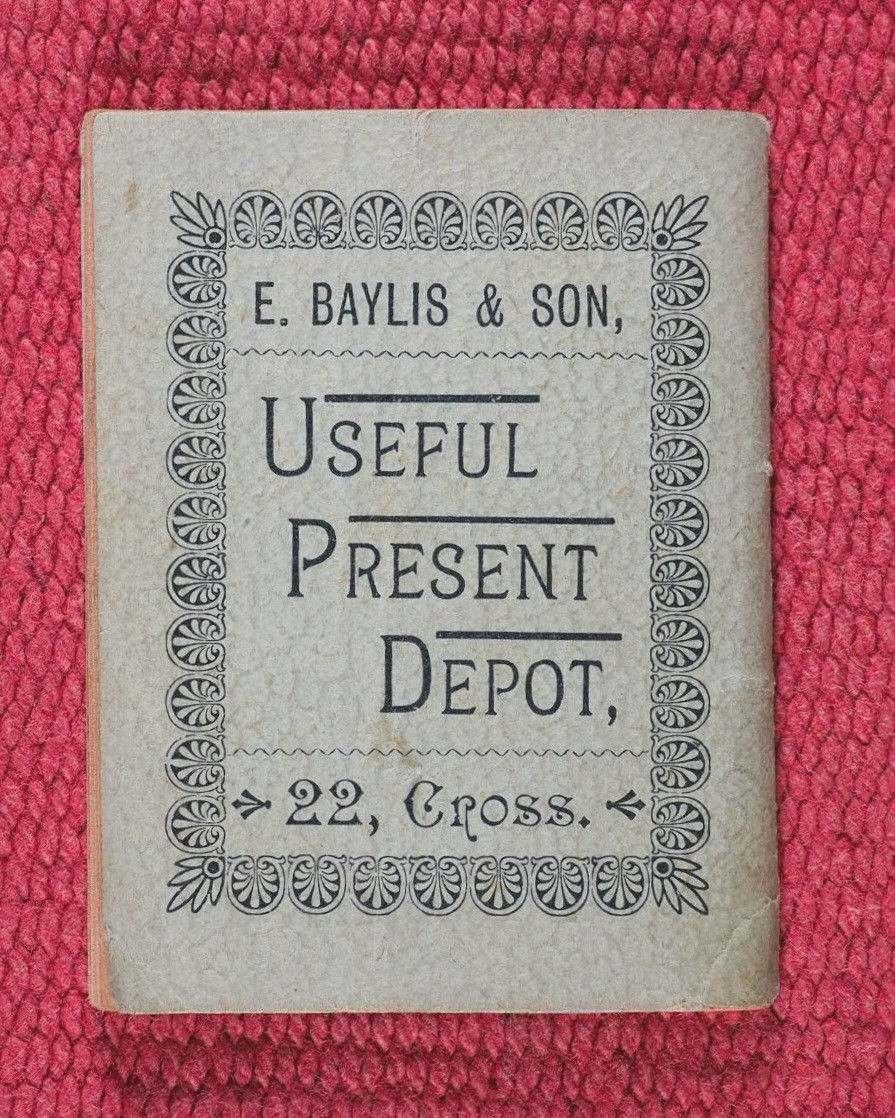 E. BAYLIS & SON,
USEFUL
PRESENT
DEPOT,
22, Cross.